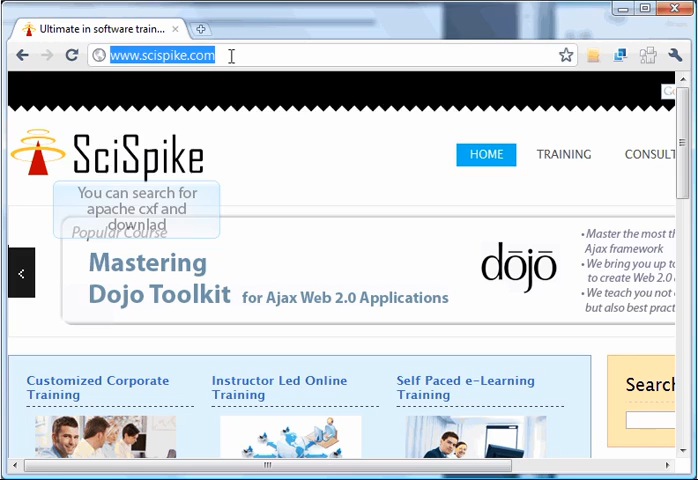 Ultimate in software train...
www.scispike.com
SciSpike
HOME TRAINING CONSULT
You can search for
apache cxf and
downlad
Popular Course
Mastering
Dojo Toolkit for Ajax Web 2.0 Applications
dōjō
• Master the most th
Ajax framework
• We bring you up to
to create Web 2.0
• We teach you not
but also best pract
Customized Corporate
Training
Instructor Led Online
Training
Self Paced e-Learning
Training
Search